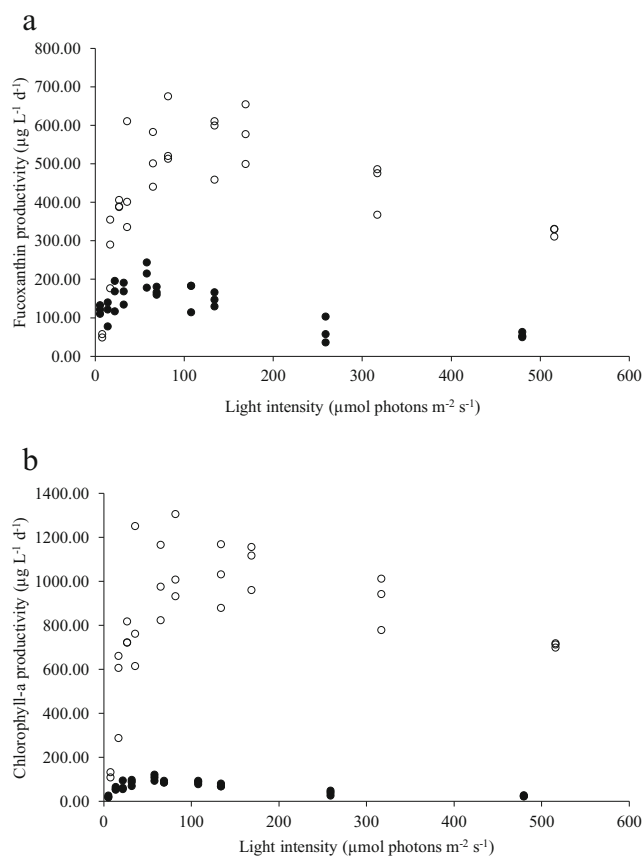 a
800.00
700.00
600.00
500.00
400.00
300.00
200.00
100.00
0.00
Fucoxanthin productivity (µg L⁻¹ d⁻¹)
0 100 200 300 400 500 600
Light intensity (µmol photons m⁻² s⁻¹)
b
1400.00
1200.00
1000.00
800.00
600.00
400.00
200.00
0.00
Chlorophyll-a productivity (µg L⁻¹ d⁻¹)
0 100 200 300 400 500 600
Light intensity (µmol photons m⁻² s⁻¹)